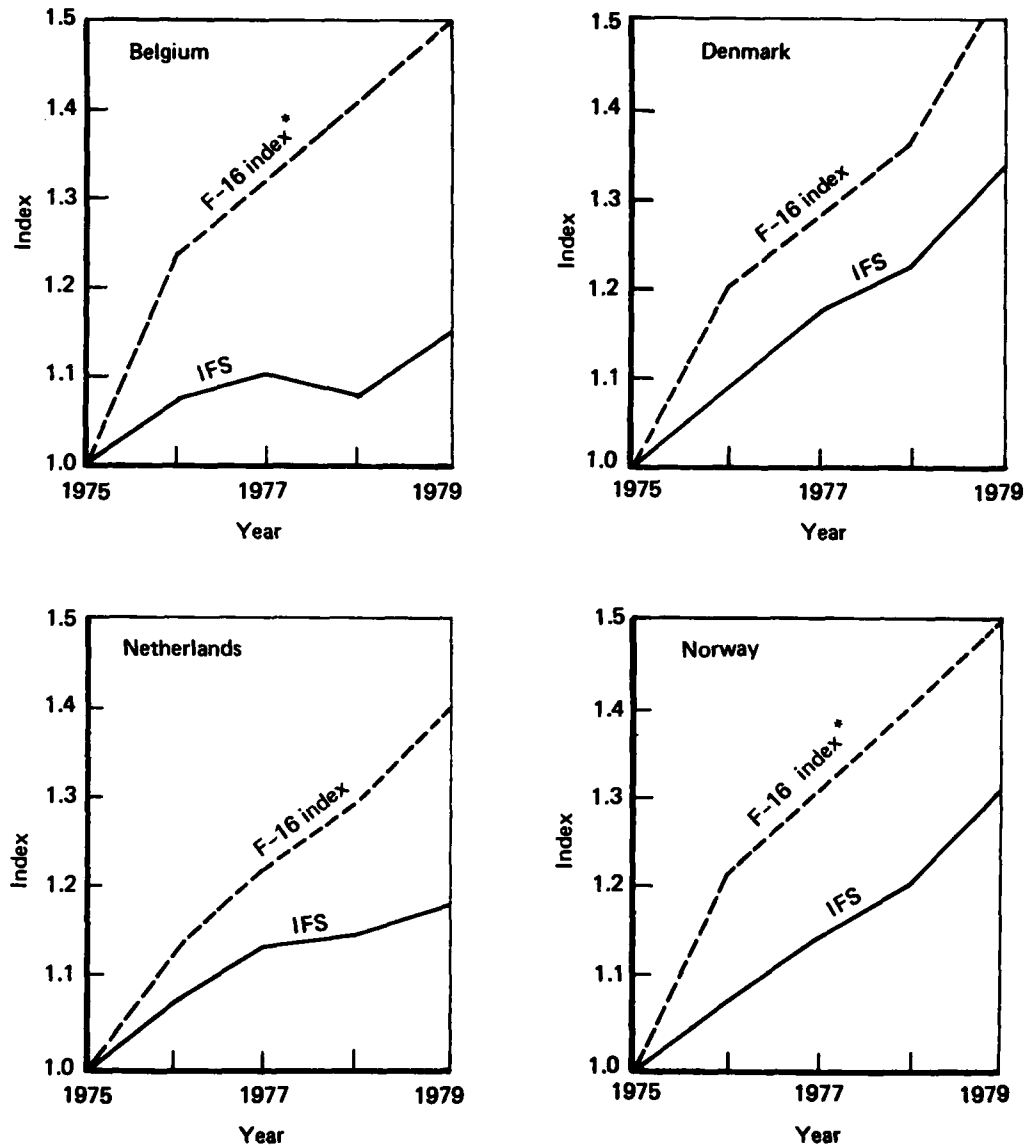 Belgium
1.5
1.4
1.3
1.2
1.1
1.0
Index
F-16 index*
IFS
1975
1977
1979
Year
Denmark
1.5
1.4
1.3
1.2
1.1
1.0
Index
F-16 index
IFS
1975
1977
1979
Year
Netherlands
1.5
1.4
1.3
1.2
1.1
1.0
Index
F-16 index
IFS
1975
1977
1979
Year
Norway
1.5
1.4
1.3
1.2
1.1
1.0
Index
F-16 index*
IFS
1975
1977
1979
Year